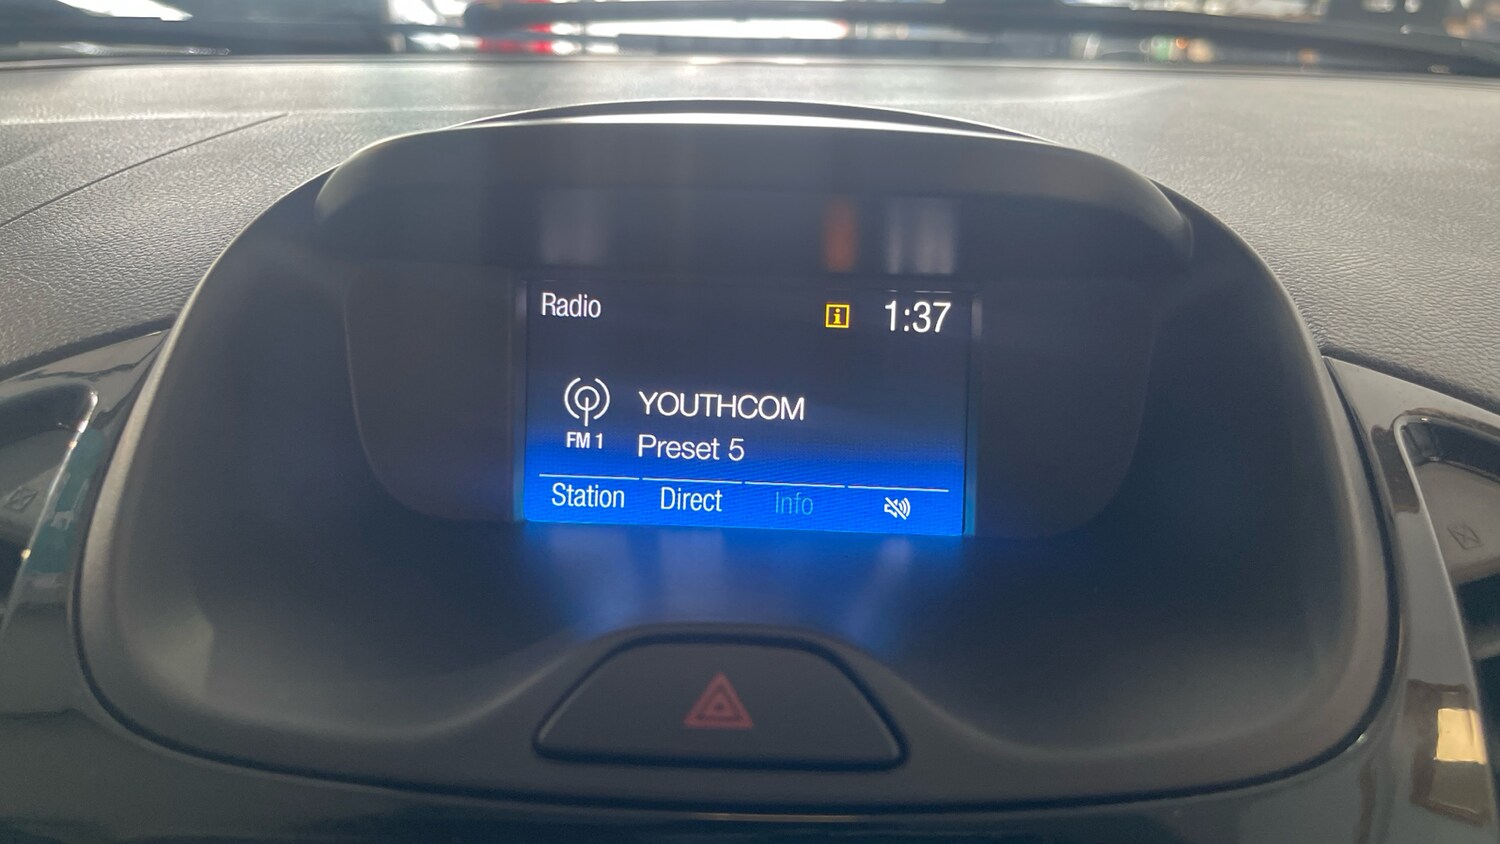 Radio
i 1:37
YOUTHCOM
FM 1
Preset 5
Station Direct Info